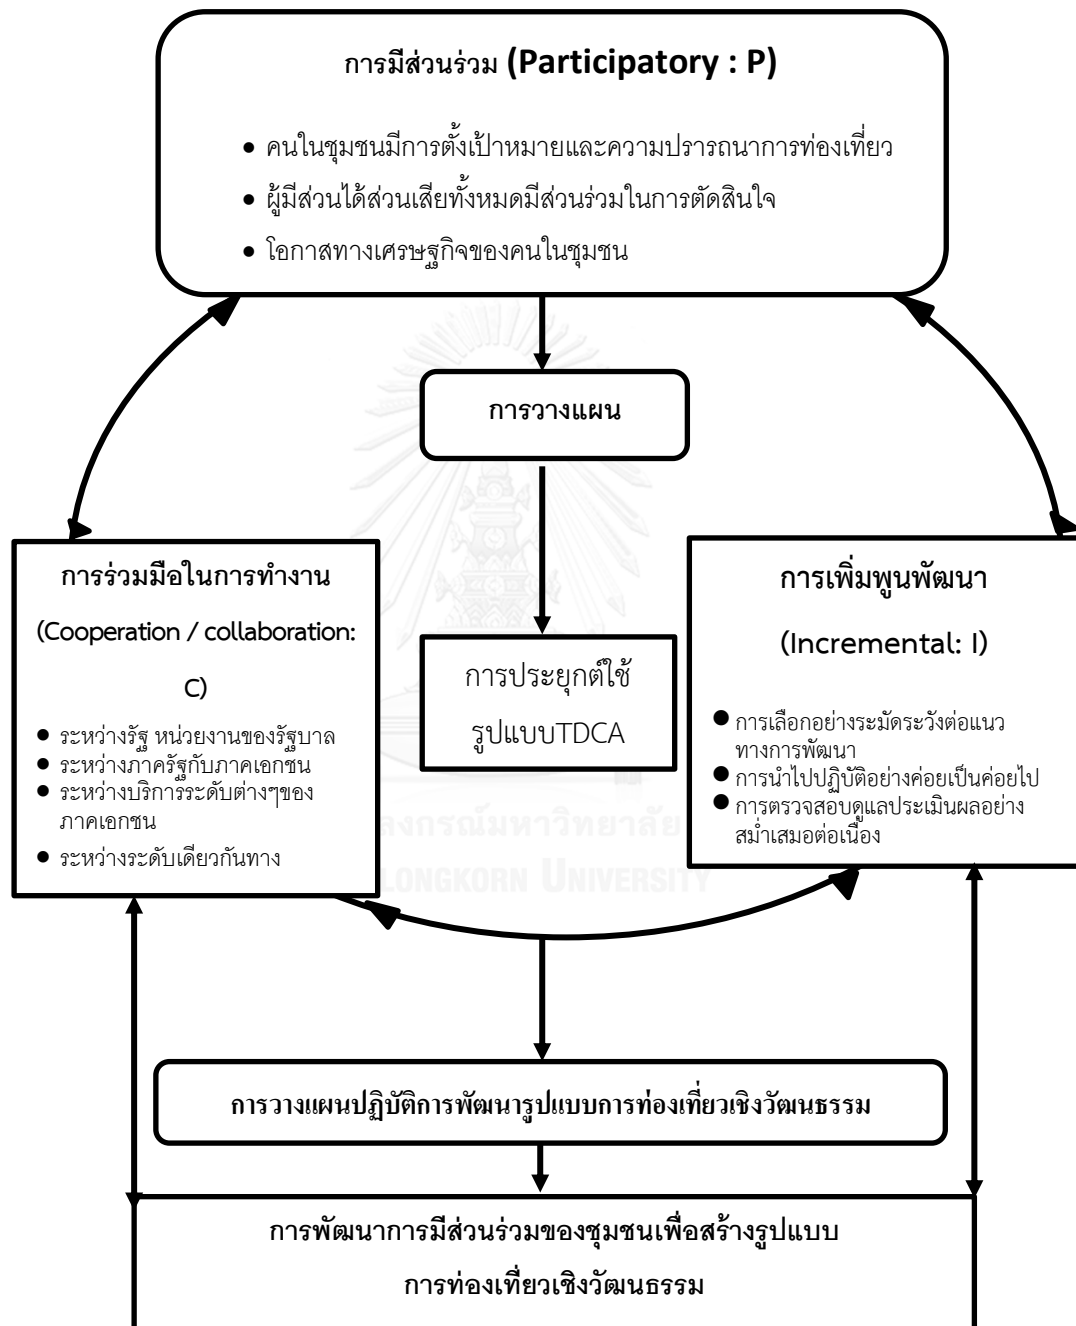 การมีส่วนร่วม (Participatory : P)
● คนในชุมชนมีการตั้งเป้าหมายและความปรารถนาการท่องเที่ยว
● ผู้มีส่วนได้ส่วนเสียทั้งหมดมีส่วนร่วมในการตัดสินใจ
● โอกาสทางเศรษฐกิจของคนในชุมชน
การวางแผน
การร่วมมือในการทำงาน
(Cooperation / collaboration:
C)
● ระหว่างรัฐ หน่วยงานของรัฐบาล
● ระหว่างภาครัฐกับภาคเอกชน
● ระหว่างบริการระดับต่างๆของ
ภาคเอกชน
● ระหว่างระดับเดียวกันทาง
การประยุกต์ใช้
รูปแบบTDCA
การเพิ่มพูนพัฒนา
(Incremental: I)
● การเลือกอย่างระมัดระวังต่อแนว
ทางการพัฒนา
● การนำไปปฏิบัติอย่างค่อยเป็นค่อยไป
● การตรวจสอบดูแลประเมินผลอย่าง
สม่ำเสมอต่อเนื่อง
ลงกรณ์มหาวิทยาลัย
LONGKORN UNIVERSITY
การวางแผนปฏิบัติการพัฒนารูปแบบการท่องเที่ยวเชิงวัฒนธรรม
การพัฒนาการมีส่วนร่วมของชุมชนเพื่อสร้างรูปแบบ
การท่องเที่ยวเชิงวัฒนธรรม